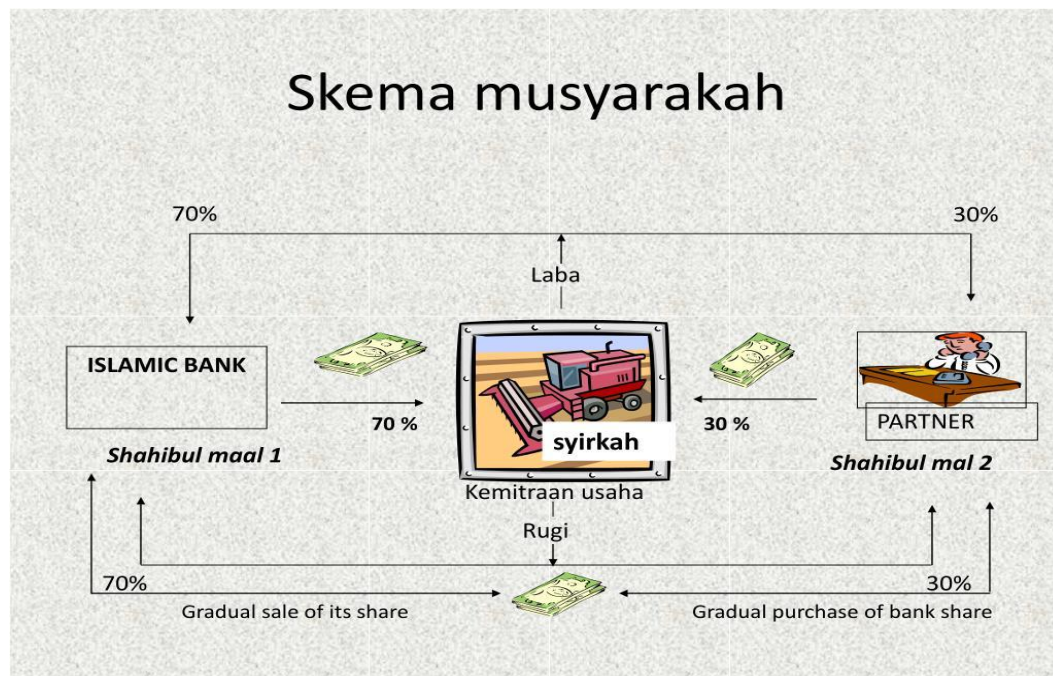 Skema musyarakah
70%
30%
Laba
ISLAMIC BANK
70 %
syirkah
30 %
PARTNER
Shahibul maal 1
Shahibul mal 2
Kemitraan usaha
Rugi
70%
30%
Gradual sale of its share
Gradual purchase of bank share